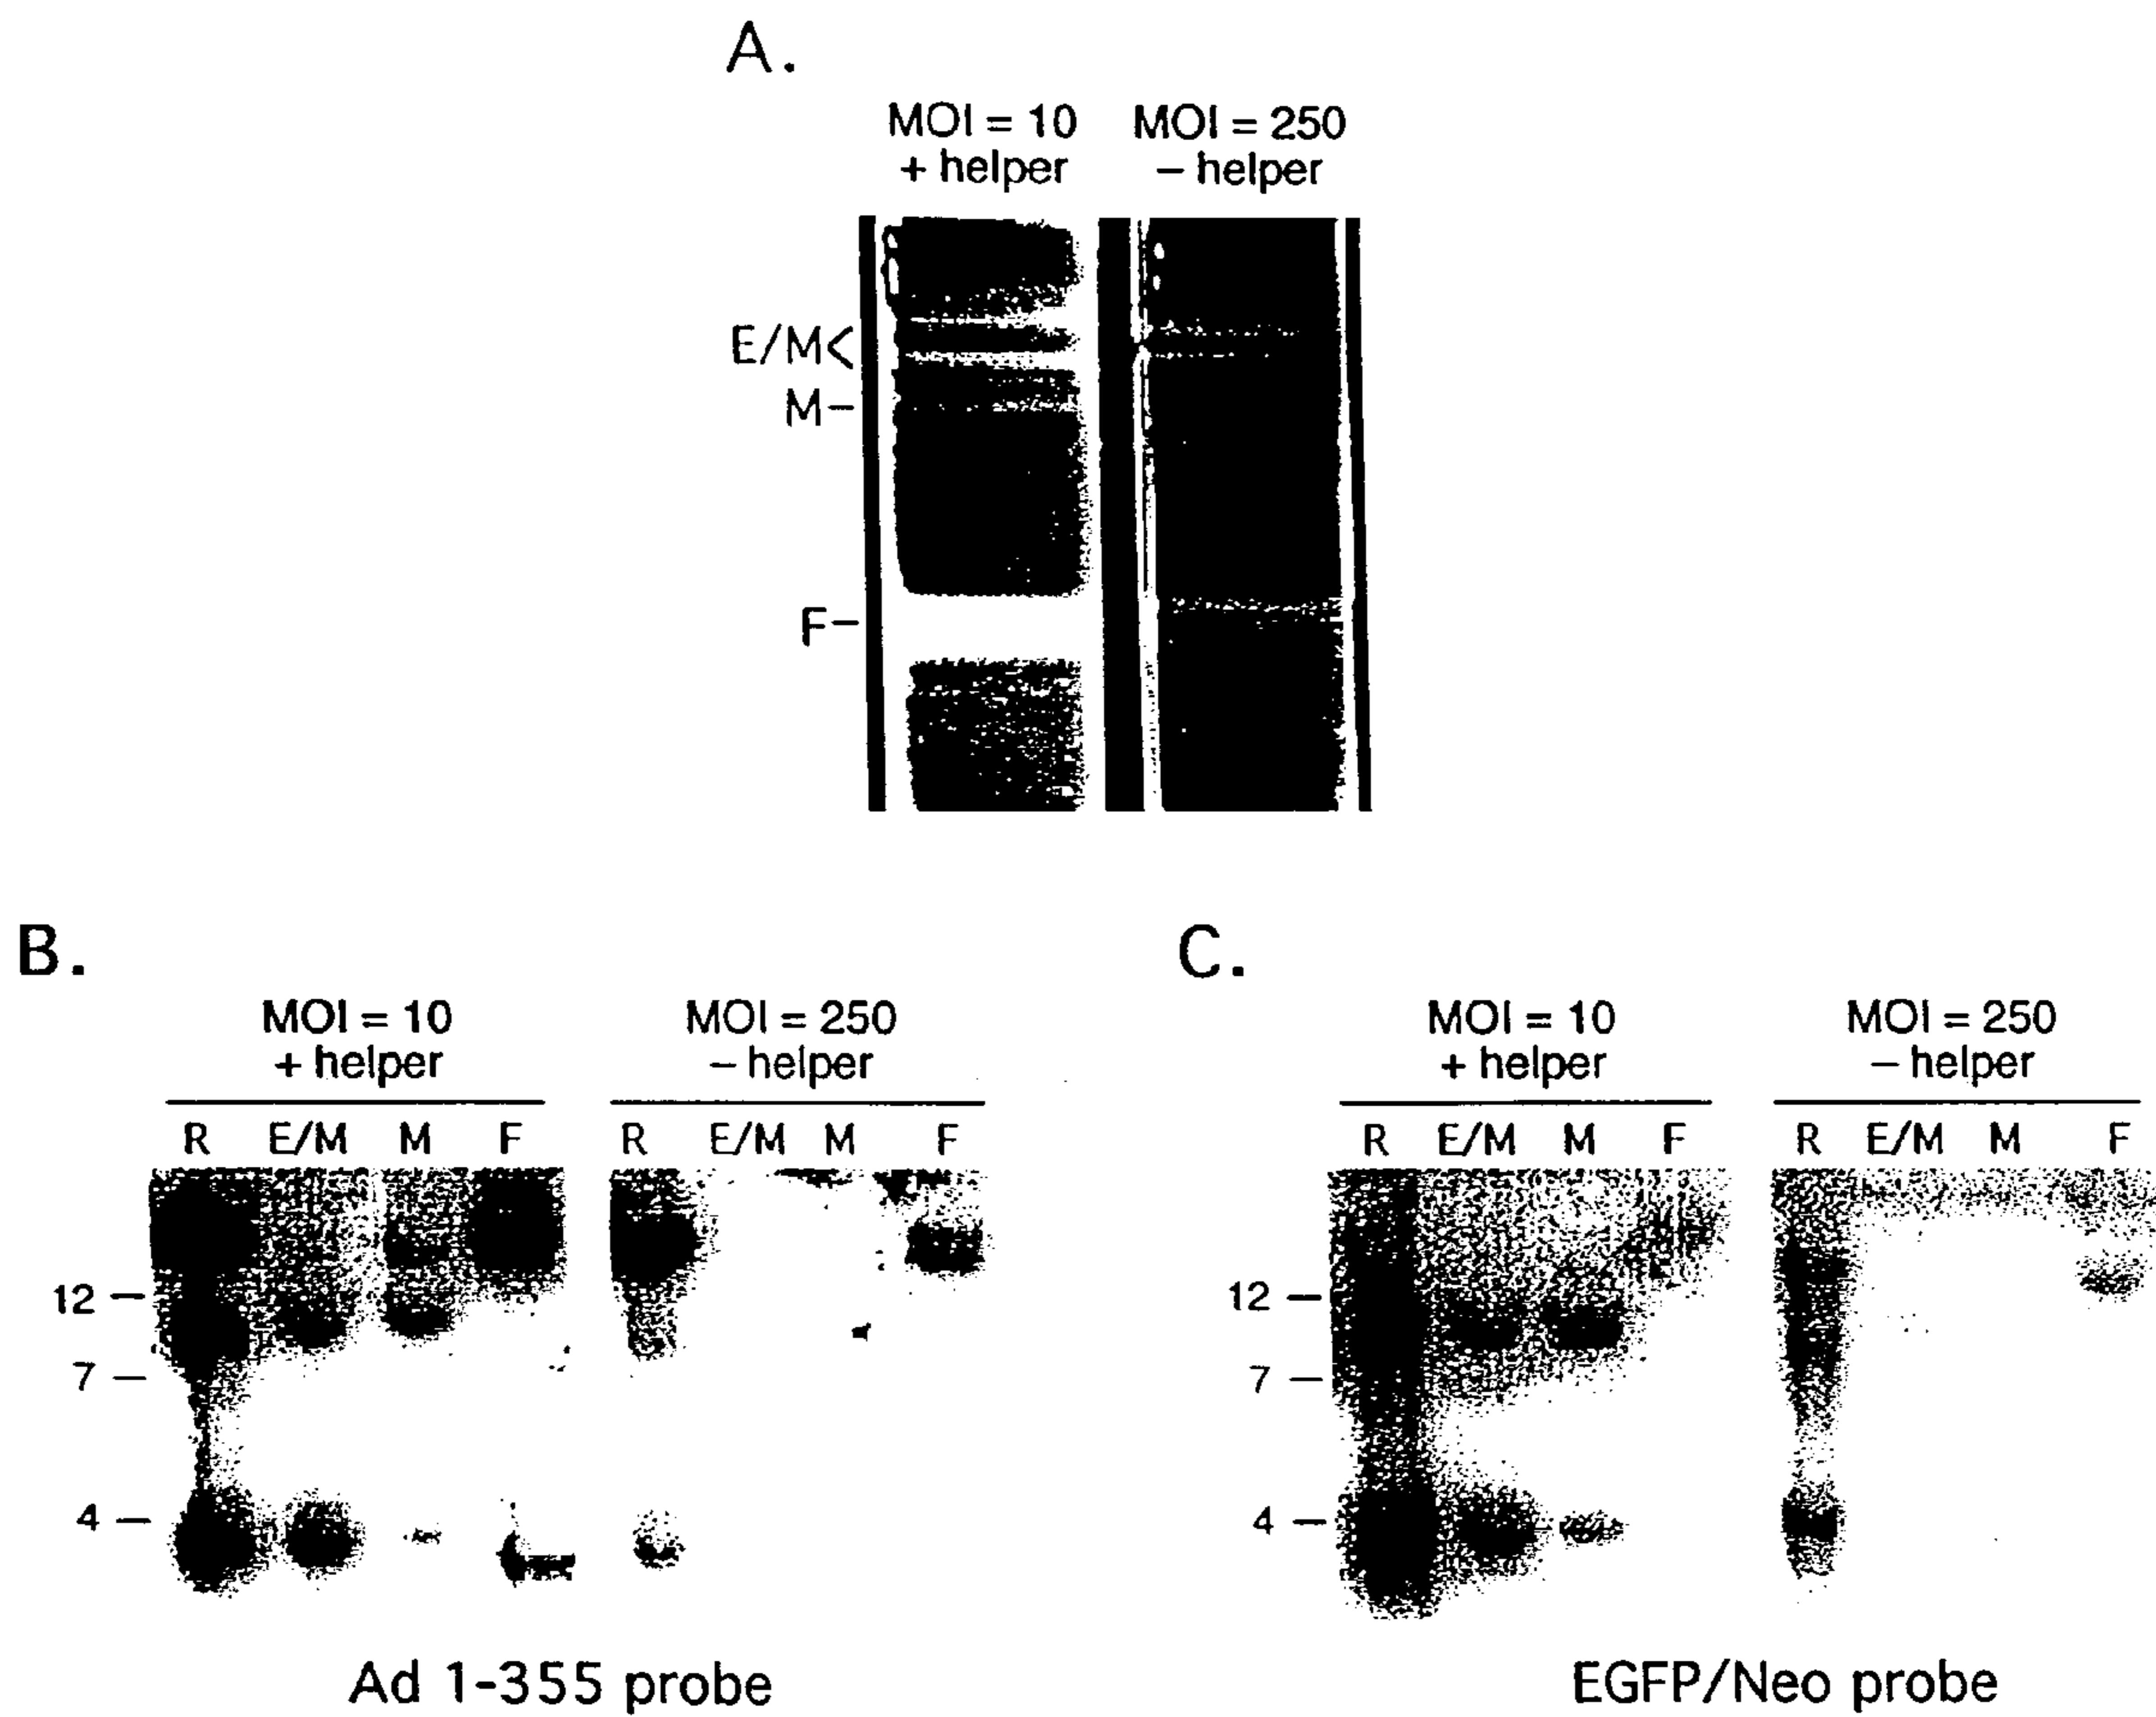 A.
MOI = 10 MOI = 250
+ helper – helper
E/M<
M–
F–
B.
MOI = 10 MOI = 250
+ helper – helper
R E/M M F R E/M M F
12 –
7 –
4 –
Ad 1-355 probe
C.
MOI = 10 MOI = 250
+ helper – helper
R E/M M F R E/M M F
12 –
7 –
4 –
EGFP/Neo probe